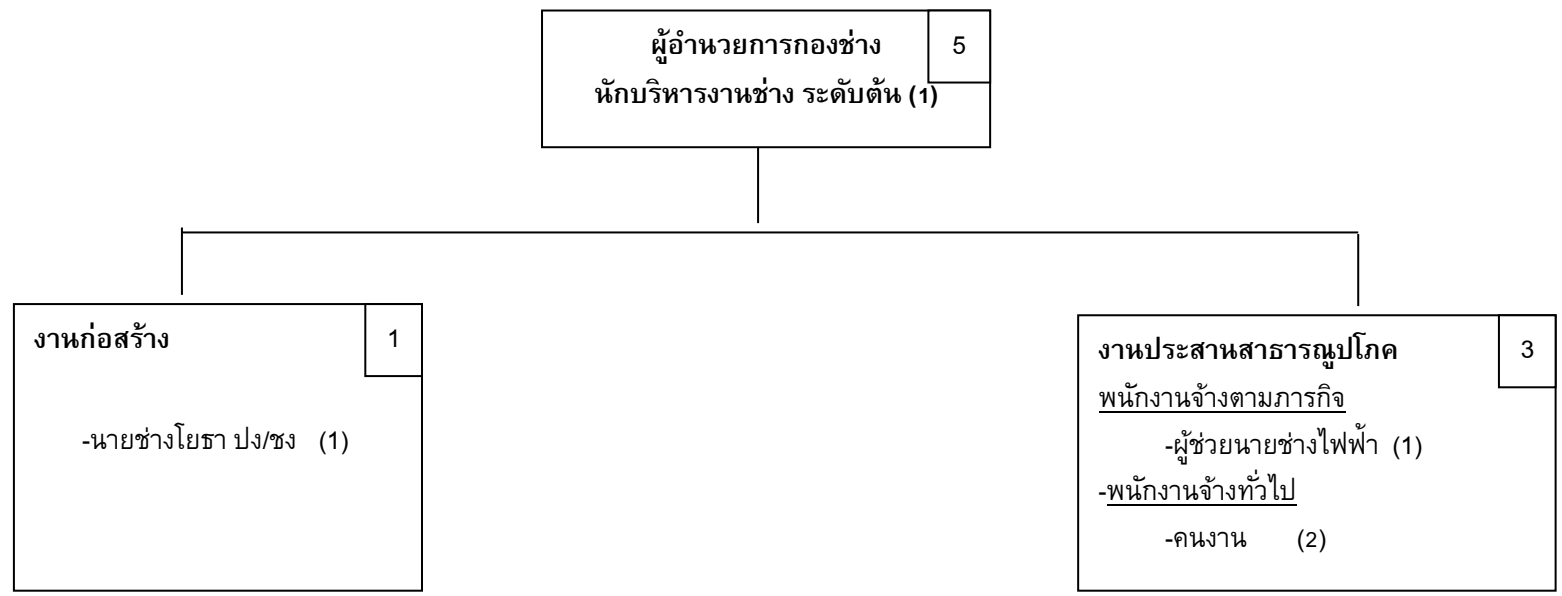 ผู้อำนวยการกองช่าง
5
นักบริหารงานช่าง ระดับต้น (1)
งานก่อสร้าง
1
-นายช่างโยธา ปง/ชง (1)
งานประสานสาธารณูปโภค
3
พนักงานจ้างตามภารกิจ
-ผู้ช่วยนายช่างไฟฟ้า (1)
-พนักงานจ้างทั่วไป
-คนงาน (2)